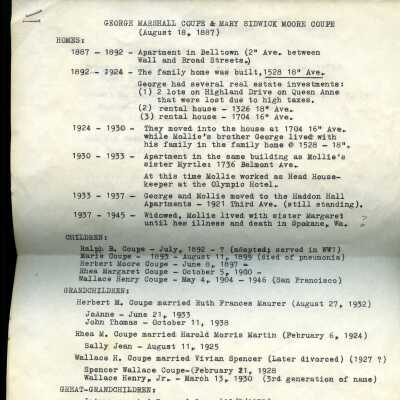 GEORGE MARSHALL COUPE & MARY SIDWICK MOORE COUPE
(August 18, 1887)
HOMES:
1887 - 1892 - Apartment in Belltown (2" Ave. between
Wall and Broad Streets.)
1892 - 1924 - The family home was built, 1528 18" Ave.
George had several real estate investments:
(1) 2 lots on Highland Drive on Queen Anne
that were lost due to high taxes.
(2) rental house - 1326 18" Ave.
(3) rental house - 1704 16" Ave.
1924 - 1930 - They moved into the house at 1704 16" Ave.
while Mollie's brother George lived with
his family in the family home @ 1528 - 18".
1930 - 1933 - Apartment in the same building as Mollie's
sister Myrtle: 1736 Belmont Ave.
At this time Mollie worked as Head House-
keeper at the Olympic Hotel.
1933 - 1937 - George and Mollie moved to the Haddon Hall
Apartments - 1921 Third Ave. (still standing).
1937 - 1945 - Widowed, Mollie lived with sister Margaret
until her illness and death in Spokane, Wa. ?
CHILDREN:
Ralph B. Coupe - July, 1892 - ? (adapted; served in WW?)
Marie Coupe - 1893 - August 11, 1895 (died of pneumonia)
Herbert Moore Coupe - June 8, 1897 -
Rhea Margaret Coupe - October 5, 1900 -
Wallace Henry Coupe - May 4, 1904 - 1946 (San Francisco)
GRANDCHILDREN:
Herbert M. Coupe married Ruth Frances Maurer (August 27, 1932)
JoAnne - June 21, 1933
John Thomas - October 11, 1938
Rhea M. Coupe married Harold Morris Martin (February 6, 1924)
Sally Jean - August 11, 1925
Wallace H. Coupe married Vivian Spencer (Later divorced) (1927 ?)
Spencer Wallace Coupe-(February 21, 1928
Wallace Henry, Jr. - March 13, 1930 (3rd generation of name)
GREAT-GRANDCHILDREN: